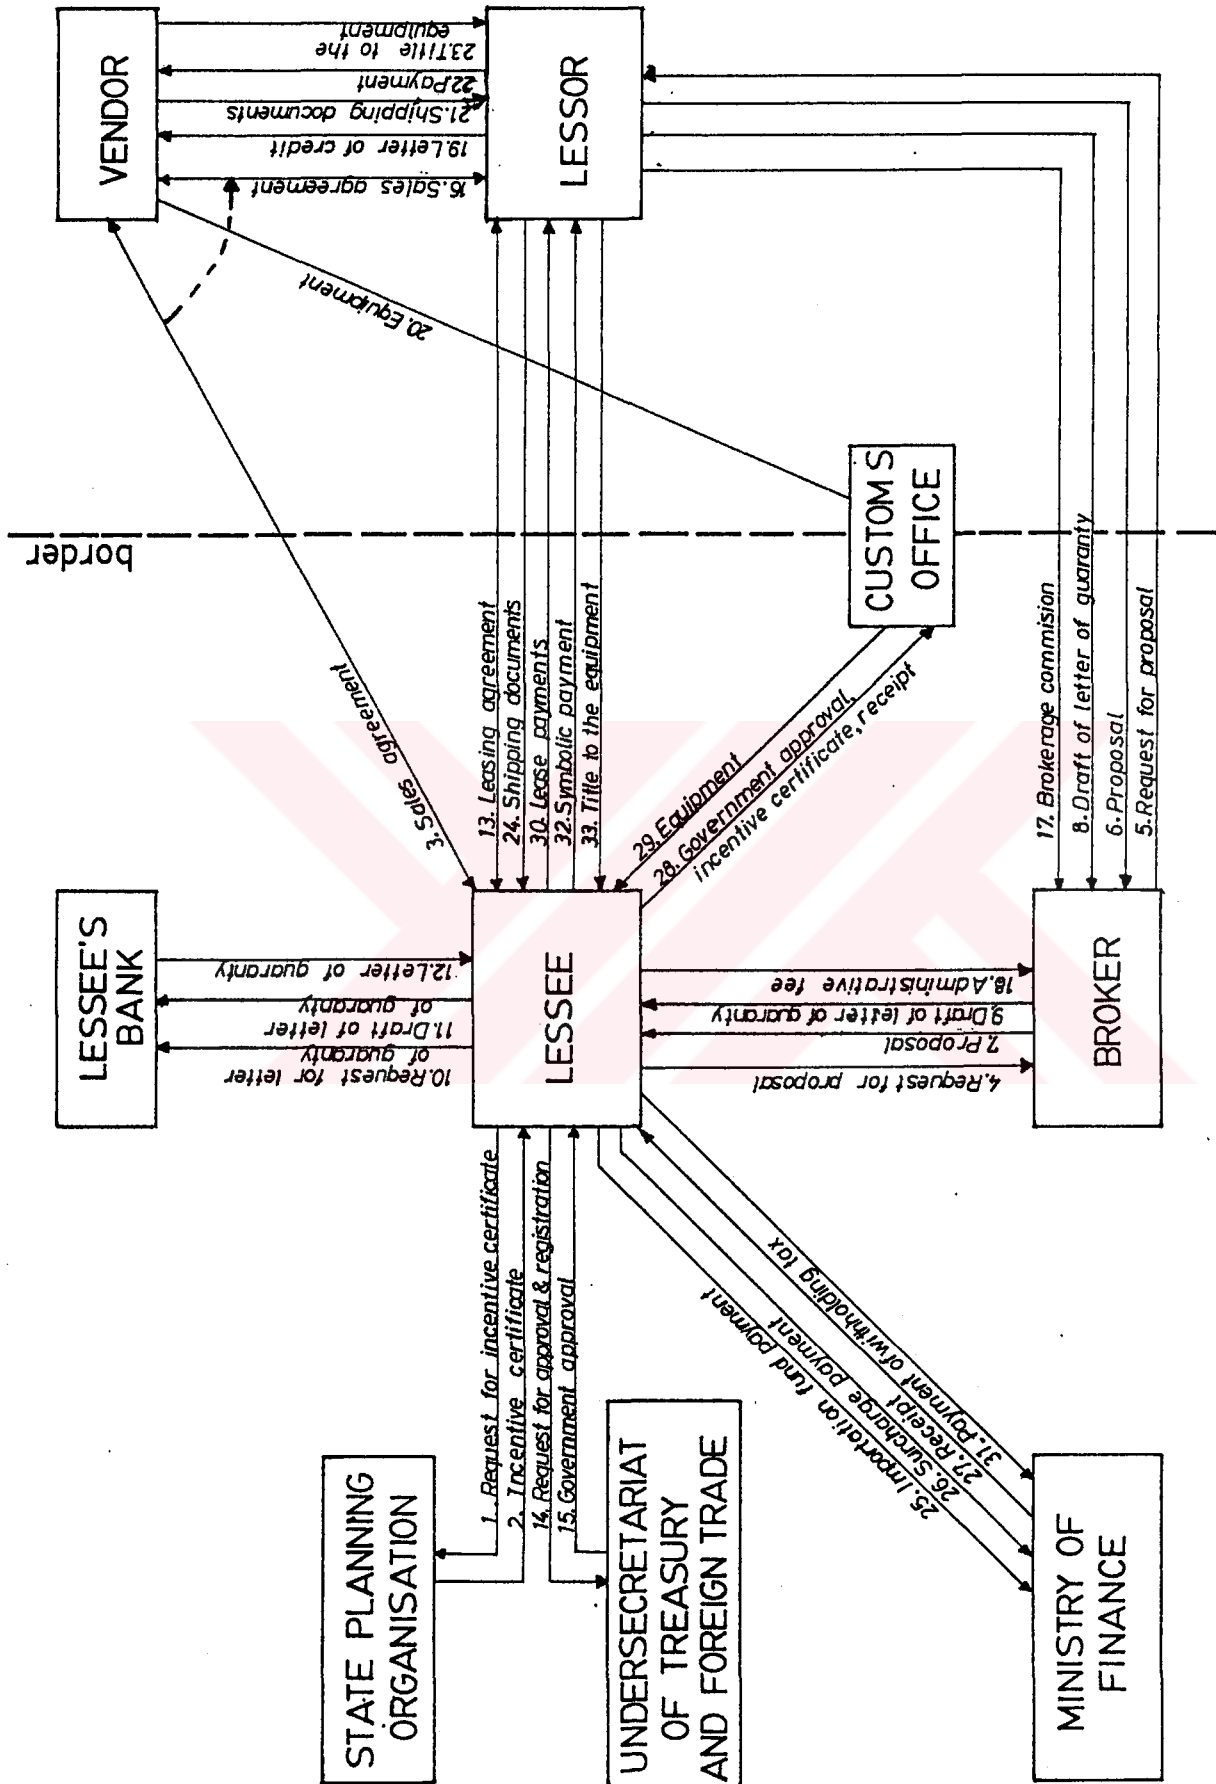 VENDOR
LESSOR
23.Title to the
equipment
22.Payment
21.Shipping documents
19.Letter of credit
16.Sales agreement
20.Equipment
border
CUSTOMS
OFFICE
3.Sales agreement
13.Leasing agreement
24.Shipping documents
30.Lease payments
32.Symbolic payment
33.Title to the equipment
29.Equipment
28.Government approval,
incentive certificate,receipt
17.Brokerage commision
8.Draft of letter of guaranty
6.Proposal
5.Request for proposal
LESSEE'S
BANK
LESSEE
BROKER
12.Letter of guaranty
11.Draft of letter
of guaranty
10.Request for letter
of guaranty
18.Administrative fee
9.Draft of letter of guaranty
7.Proposal
4.Request for proposal
1.Request for incentive certificate
2.Incentive certificate
14.Request for approval & registration
15.Government approval
31.Payment of withholding tax
27.Receipt
26.Surcharge payment
25.Importation fund payment
STATE PLANNING
ORGANISATION
UNDERSECRETARIAT
OF TREASURY
AND FOREIGN TRADE
MINISTRY OF
FINANCE